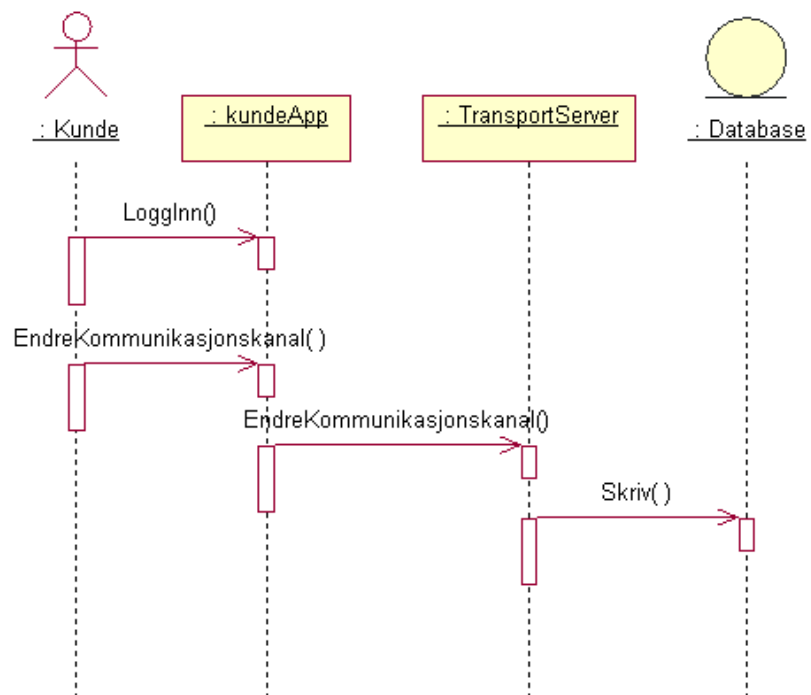 : Kunde
: kundeApp
: TransportServer
: Database
LoggInn()
EndreKommunikasjonskanal( )
EndreKommunikasjonskanal()
Skriv( )